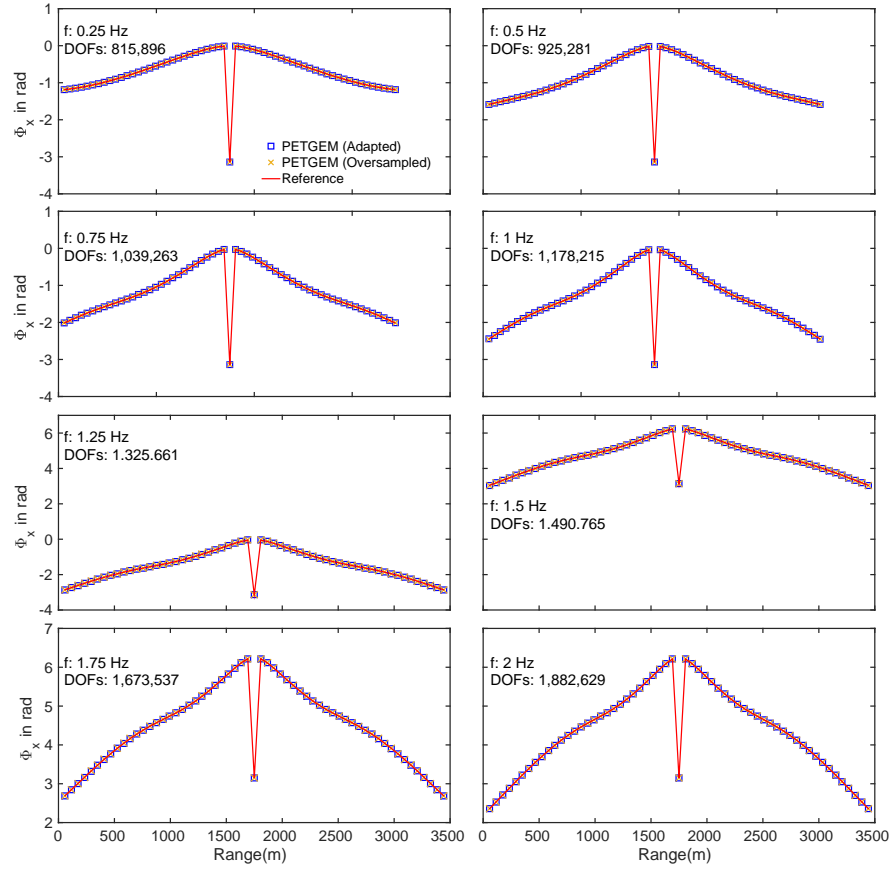 1
0
-1
-2
-3
-4
Φx in rad
f: 0.25 Hz
DOFs: 815,896
PETGEM (Adapted)
PETGEM (Oversampled)
Reference
f: 0.5 Hz
DOFs: 925,281
1
0
-1
-2
-3
-4
Φx in rad
f: 0.75 Hz
DOFs: 1,039,263
f: 1 Hz
DOFs: 1,178,215
6
4
2
0
-2
-4
Φx in rad
f: 1.25 Hz
DOFs: 1.325.661
f: 1.5 Hz
DOFs: 1.490.765
7
6
5
4
3
2
Φx in rad
f: 1.75 Hz
DOFs: 1,673,537
0 500 1000 1500 2000 2500 3000 3500
Range(m)
f: 2 Hz
DOFs: 1,882,629
0 500 1000 1500 2000 2500 3000 3500
Range(m)